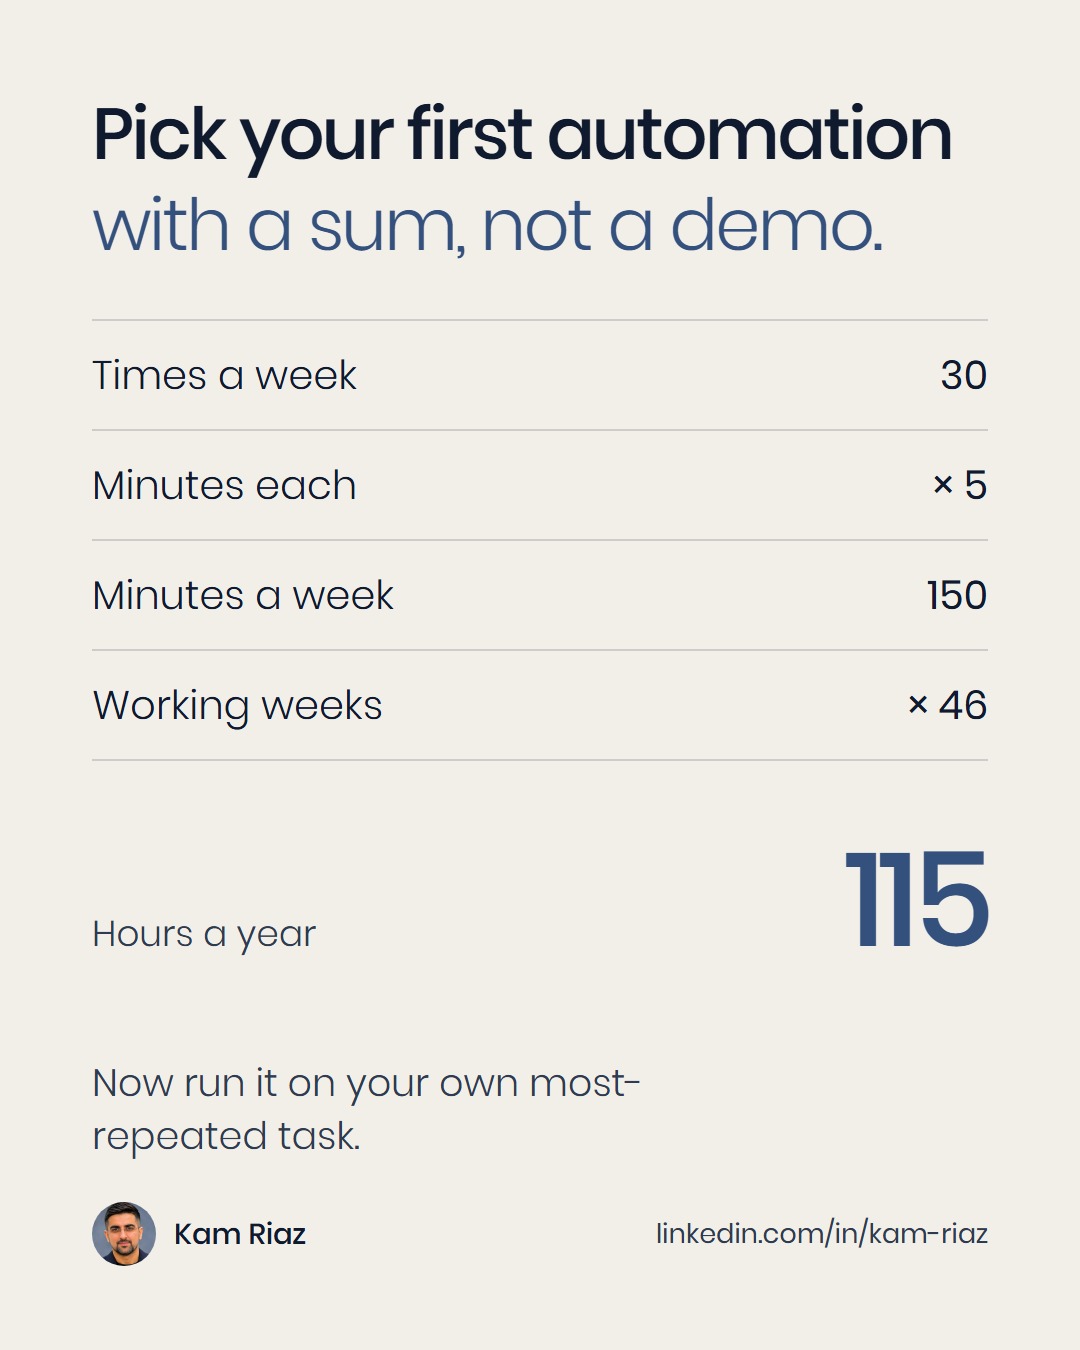 Pick your first automation
with a sum, not a demo.
Times a week 30
Minutes each × 5
Minutes a week 150
Working weeks × 46
Hours a year 115
Now run it on your own most-
repeated task.
Kam Riaz linkedin.com/in/kam-riaz